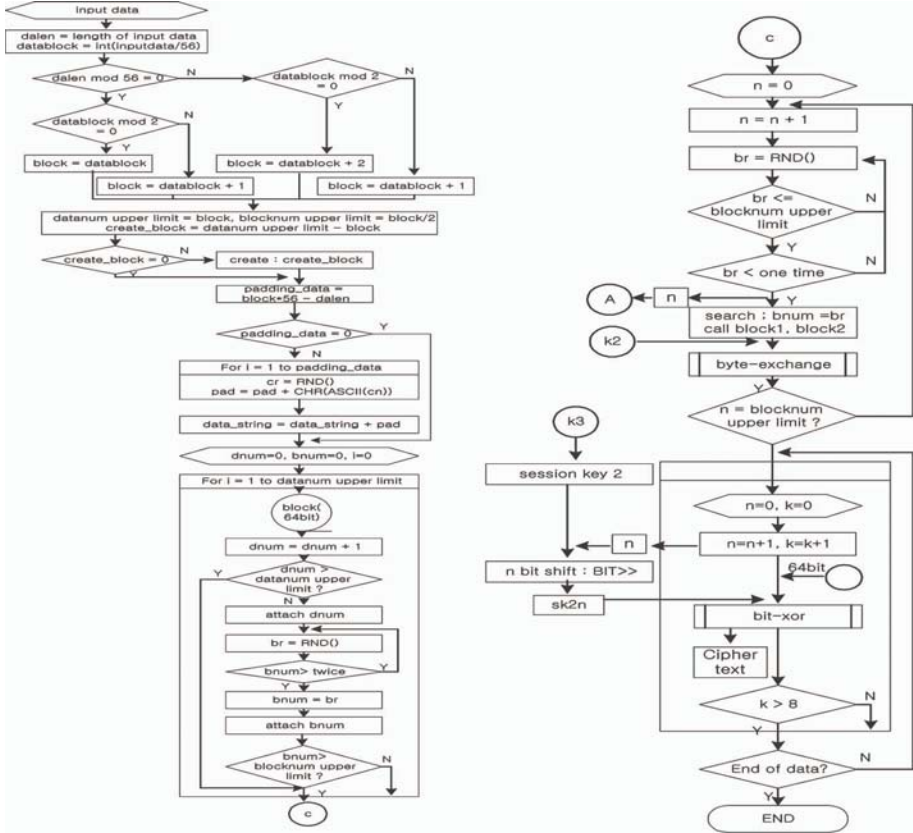 input data
dalen = length of input data
datablock = int(inputdata/56)
dalen mod 56 = 0
N
datablock mod 2
= 0
N
Y
datablock mod 2
= 0
N
Y
Y
block = datablock
block = datablock + 2
block = datablock + 1
block = datablock + 1
datanum upper limit = block, blocknum upper limit = block/2
create_block = datanum upper limit - block
create_block = 0
N
Y
create : create_block
padding_data =
block*56 - dalen
padding_data = 0
Y
N
For i = 1 to padding_data
cr = RND()
pad = pad + CHR(ASCII(cn))
data_string = data_string + pad
dnum=0, bnum=0, i=0
For i = 1 to datanum upper limit
block(
64bit)
dnum = dnum + 1
dnum >
datanum upper
limit ?
Y
N
attach dnum
br = RND()
bnum> twice
Y
Y
bnum = br
attach bnum
bnum>
blocknum upper
limit ?
N
Y
c
c
n = 0
n = n + 1
br = RND()
br <=
blocknum upper
limit
N
Y
br < one time
N
Y
A
n
search : bnum =br
call block1, block2
k2
byte-exchange
Y
n = blocknum
upper limit ?
k3
session key 2
n=0, k=0
n
n=n+1, k=k+1
n bit shift : BIT>>
64bit
sk2n
bit-xor
Cipher
text
k > 8
N
Y
End of data?
N
Y
END